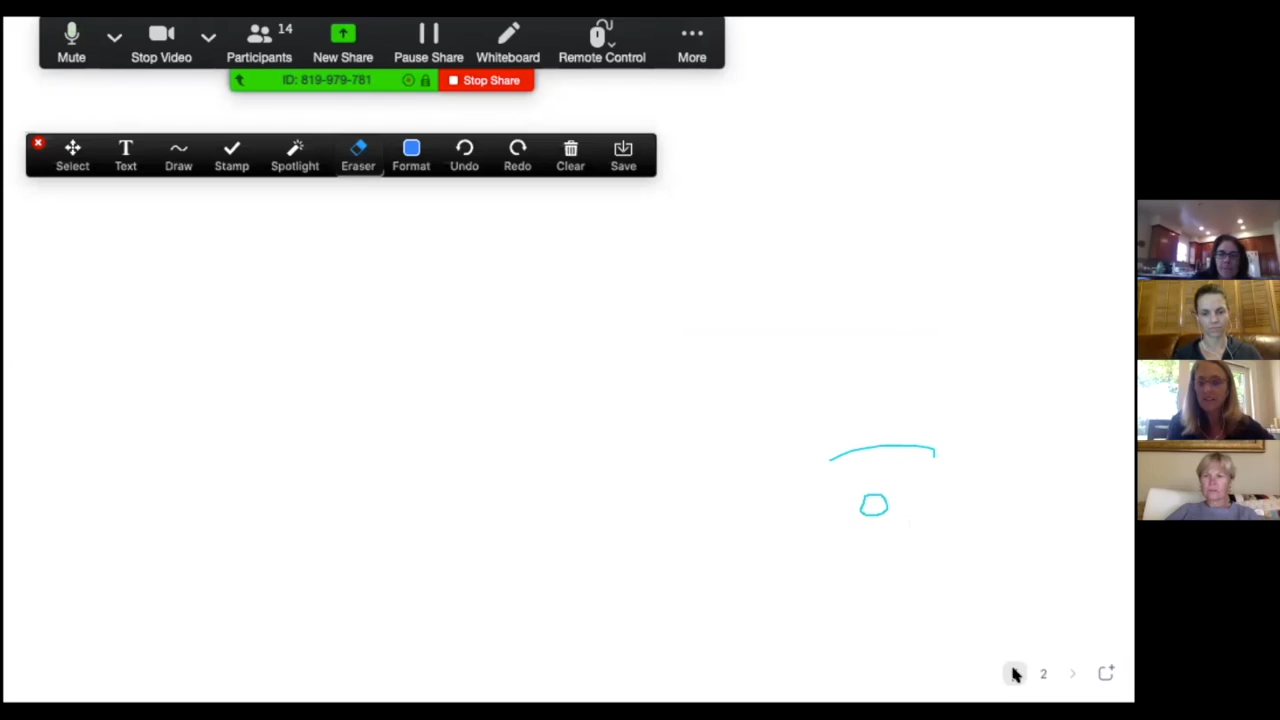 14
Mute Stop Video Participants New Share Pause Share Whiteboard Remote Control More
ID: 819-979-781 Stop Share
Select Text Draw Stamp Spotlight Eraser Format Undo Redo Clear Save
2